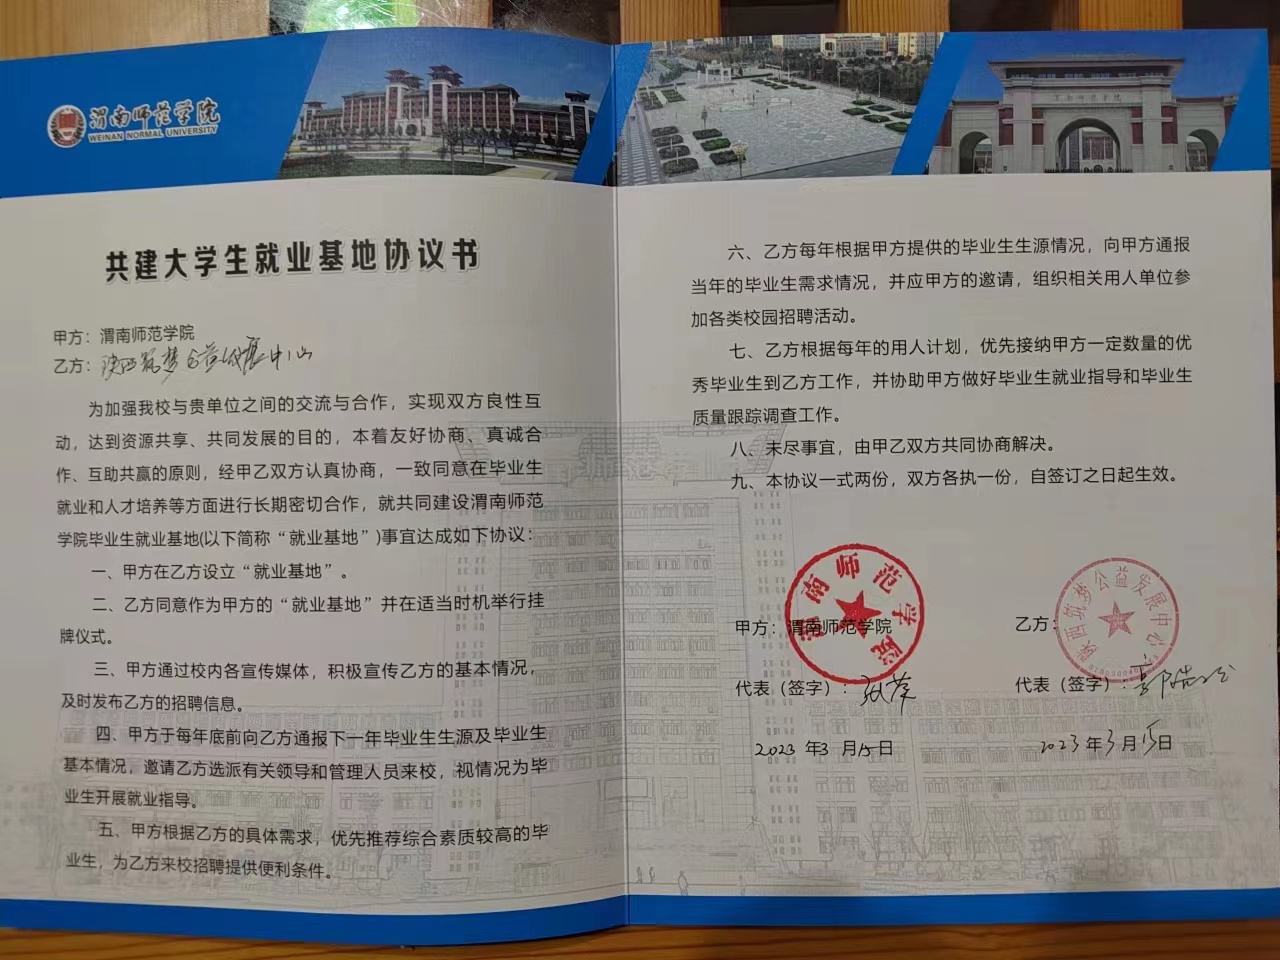 渭南师范学院
WEINAN NORMAL UNIVERSITY
共建大学生就业基地协议书
甲方：渭南师范学院
乙方：陕西筑梦公益发展中心
为加强我校与贵单位之间的交流与合作，实现双方良性互
动，达到资源共享、共同发展的目的，本着友好协商、真诚合
作、互助共赢的原则，经甲乙双方认真协商，一致同意在毕业生
就业和人才培养等方面进行长期密切合作，就共同建设渭南师范
学院毕业生就业基地(以下简称“就业基地”)事宜达成如下协议：
一、甲方在乙方设立“就业基地”。
二、乙方同意作为甲方的“就业基地”并在适当时机举行挂
牌仪式。
三、甲方通过校内各宣传媒体，积极宣传乙方的基本情况，
及时发布乙方的招聘信息。
四、甲方于每年底前向乙方通报下一年毕业生生源及毕业生
基本情况，邀请乙方选派有关领导和管理人员来校，视情况为毕
业生开展就业指导。
五、甲方根据乙方的具体需求，优先推荐综合素质较高的毕
业生，为乙方来校招聘提供便利条件。
六、乙方每年根据甲方提供的毕业生生源情况，向甲方通报
当年的毕业生需求情况，并应甲方的邀请，组织相关用人单位参
加各类校园招聘活动。
七、乙方根据每年的用人计划，优先接纳甲方一定数量的优
秀毕业生到乙方工作，并协助甲方做好毕业生就业指导和毕业生
质量跟踪调查工作。
八、未尽事宜，由甲乙双方共同协商解决。
九、本协议一式两份，双方各执一份，自签订之日起生效。
渭南师范学院
甲方：渭南师范学院
代表（签字）：
2023年3月15日
陕西筑梦公益发展中心
乙方：
代表（签字）：
2023年3月15日